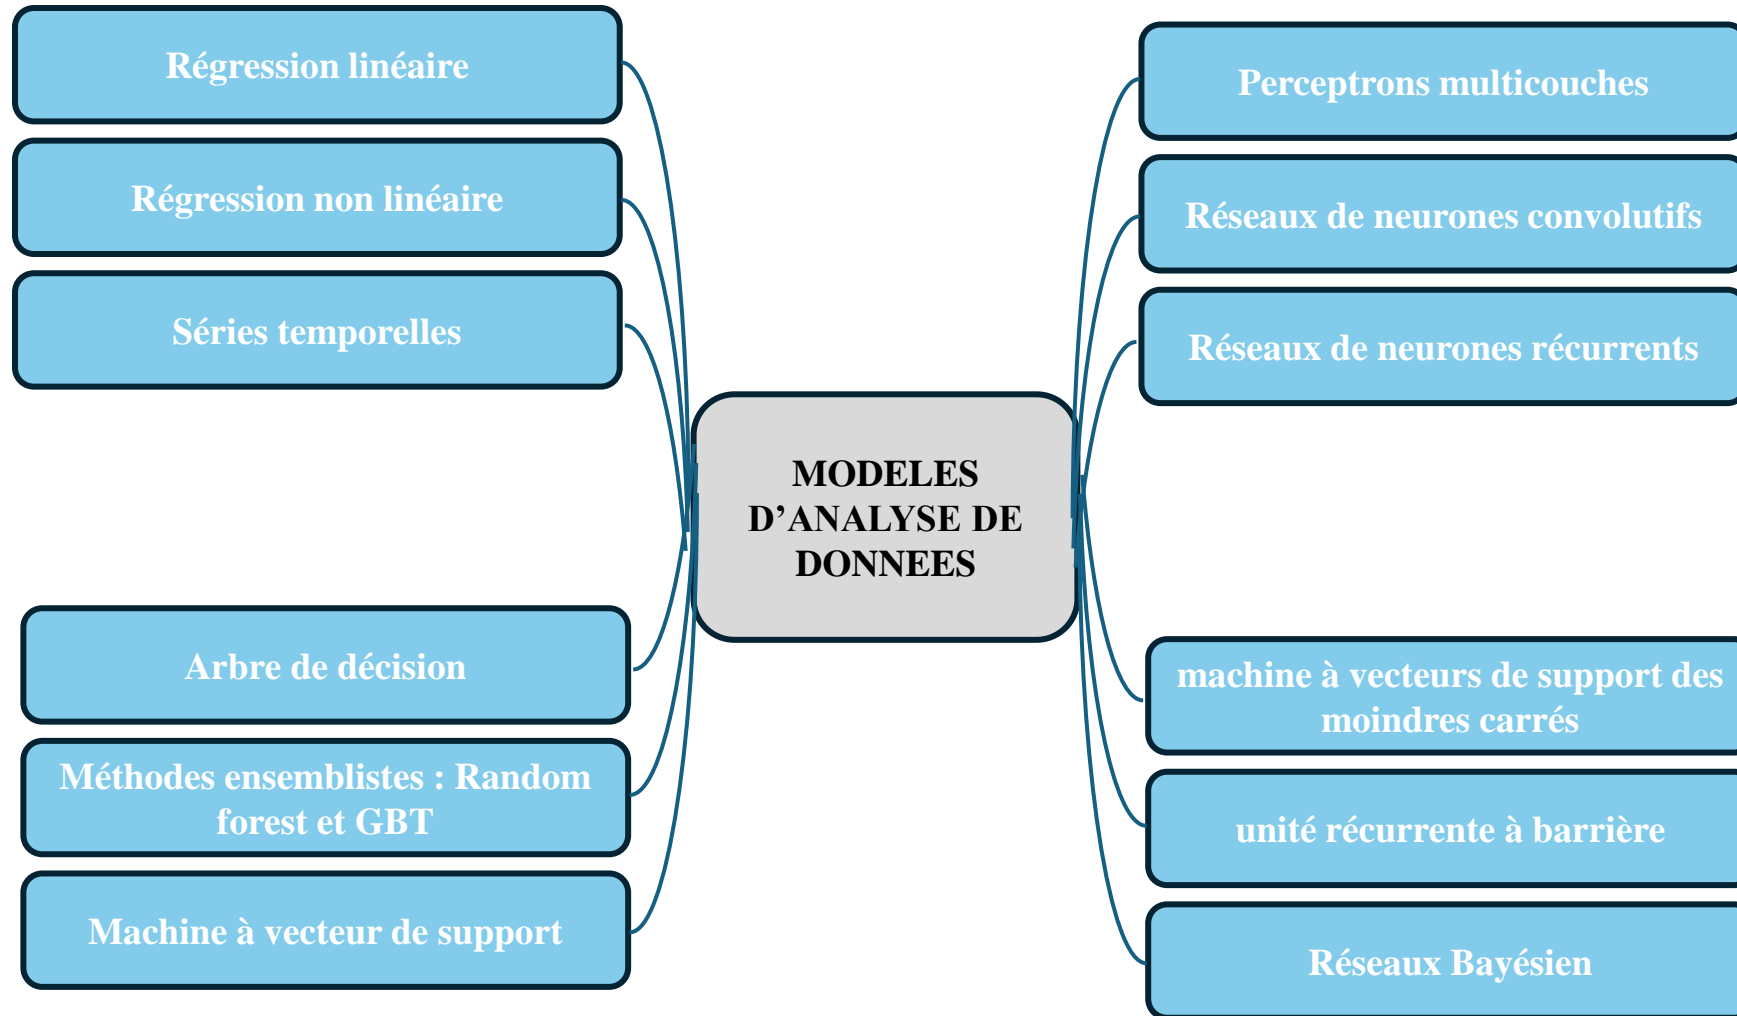 Régression linéaire
Régression non linéaire
Séries temporelles
Arbre de décision
Méthodes ensemblistes : Random
forest et GBT
Machine à vecteur de support
MODELES
D’ANALYSE DE
DONNEES
Perceptrons multicouches
Réseaux de neurones convolutifs
Réseaux de neurones récurrents
machine à vecteurs de support des
moindres carrés
unité récurrente à barrière
Réseaux Bayésien